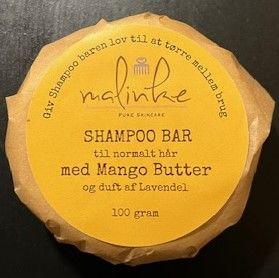 Giv Shampoo baren lov til at tørre mellem brug
malinke
PURE SKINCARE
SHAMPOO BAR
til normalt hår
med Mango Butter
og duft af Lavendel
100 gram